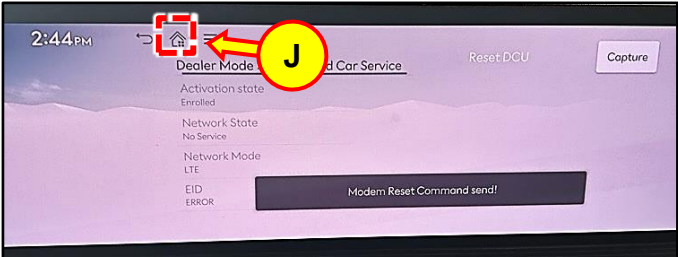 2:44PM
J
Dealer Mode d Car Service
Reset DCU
Capture
Activation state
Enrolled
Network State
No Service
Network Mode
LTE
EID
ERROR
Modem Reset Command send!